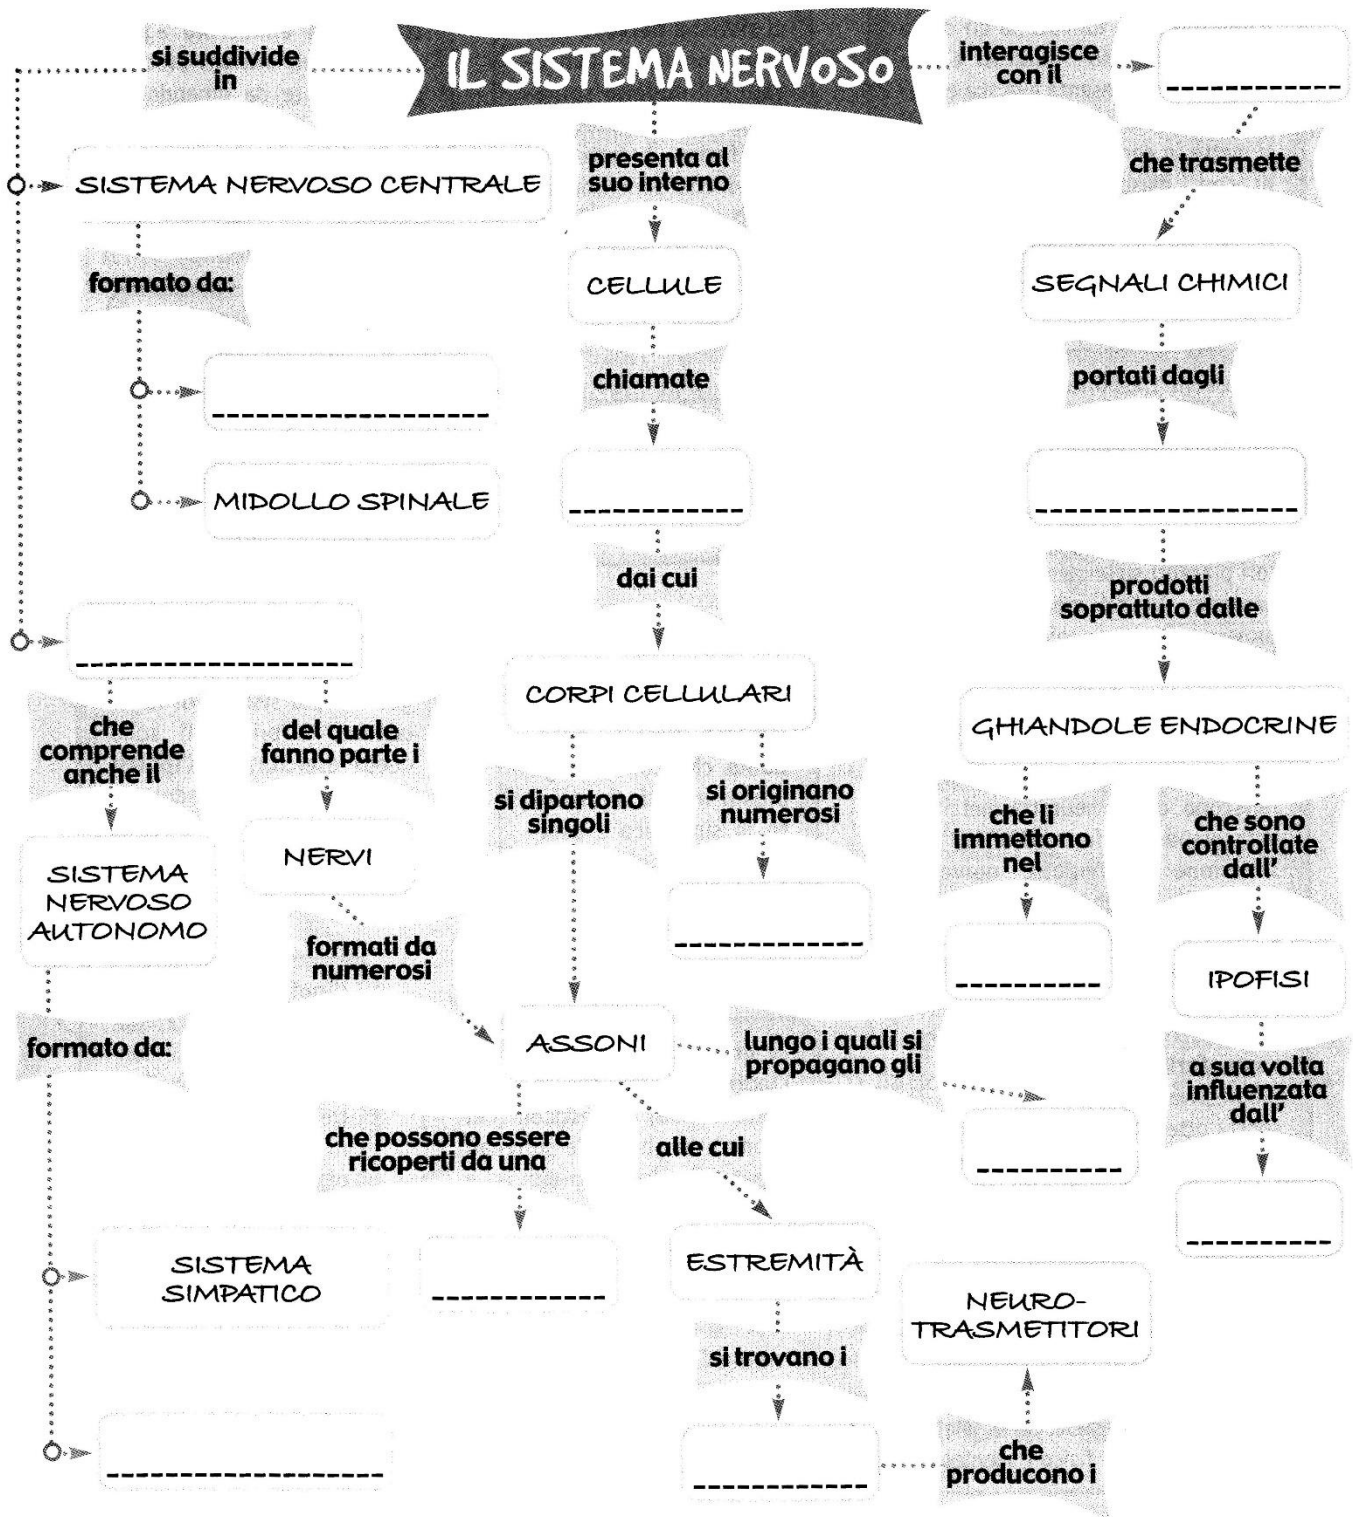 IL SISTEMA NERVOSO
si suddivide
in
interagisce
con il
SISTEMA NERVOSO CENTRALE
presenta al
suo interno
che trasmette
formato da:
CELLULE
SEGNALI CHIMICI
chiamate
portati dagli
MIDOLLO SPINALE
dai cui
prodotti
soprattuto dalle
CORPI CELLULARI
GHIANDOLE ENDOCRINE
che
comprende
anche il
del quale
fanno parte i
si dipartono
singoli
si originano
numerosi
che li
immettono
nel
che sono
controllate
dall'
SISTEMA
NERVOSO
AUTONOMO
NERVI
formati da
numerosi
IPOFISI
formato da:
ASSONI
lungo i quali si
propagano gli
a sua volta
influenzata
dall'
che possono essere
ricoperti da una
alle cui
SISTEMA
SIMPATICO
ESTREMITÀ
NEURO-
TRASMETITORI
si trovano i
che
producono i